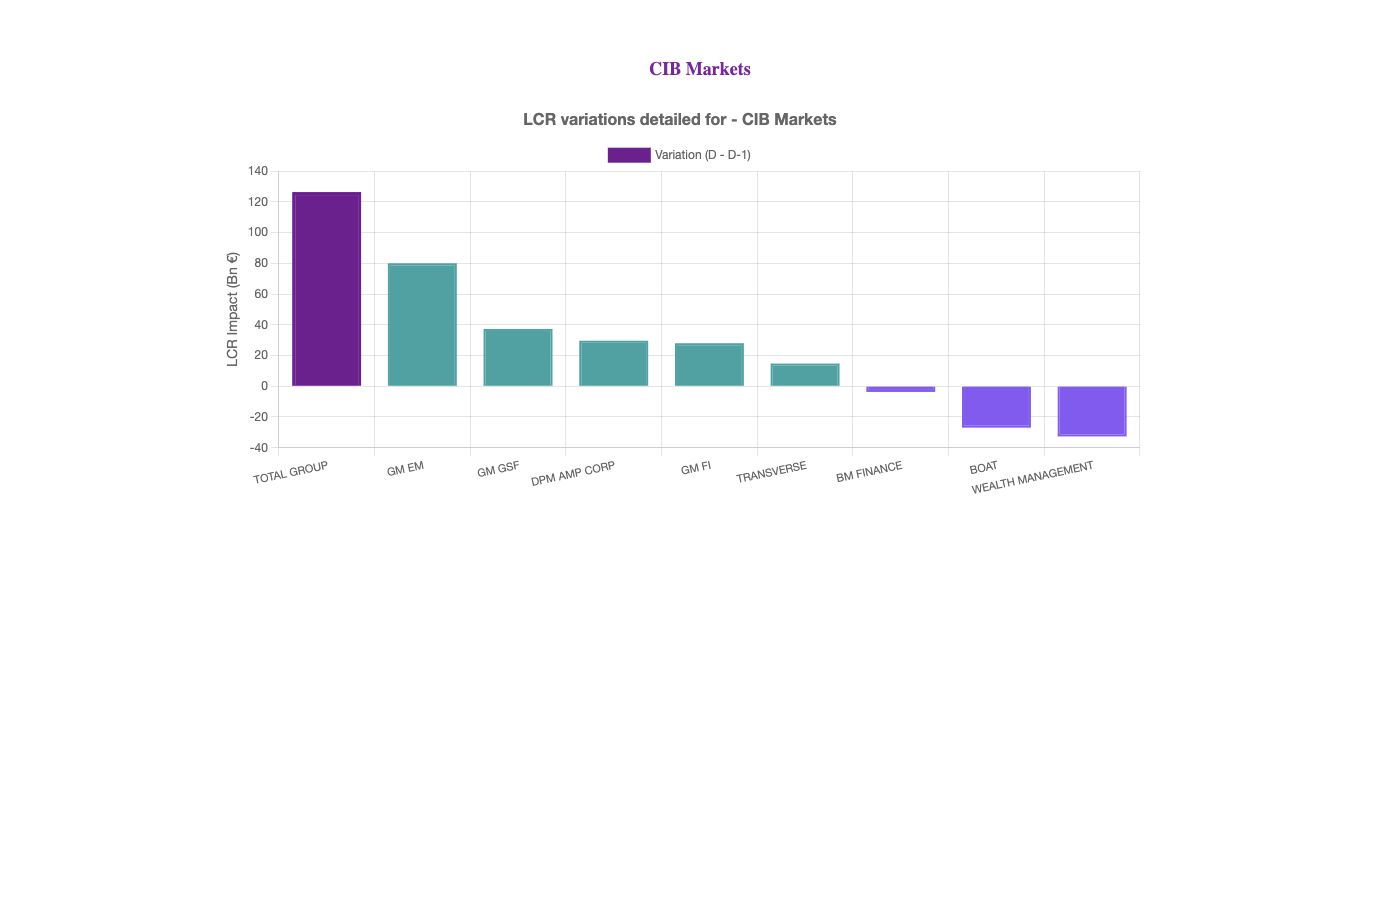 CIB Markets
LCR variations detailed for - CIB Markets
Variation (D - D-1)
LCR Impact (Bn €)
140
120
100
80
60
40
20
0
-20
-40
TOTAL GROUP
GM EM
GM GSF
DPM AMP CORP
GM FI
TRANSVERSE
BM FINANCE
BOAT
WEALTH MANAGEMENT